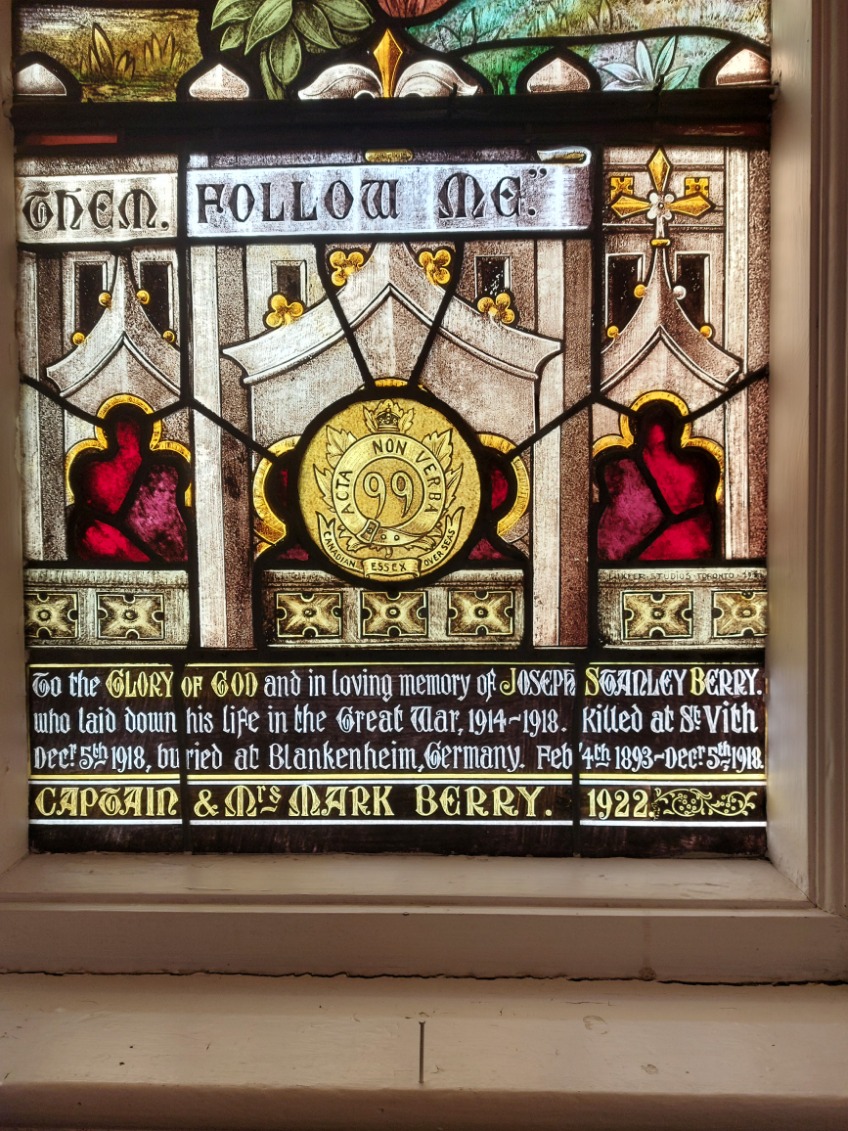 THEM. FOLLOW ME."
ACTA NON VERBA
99
CANADIAN ESSEX OVERSEAS
STUDIOS TORONTO
To the GLORY OF GOD and in loving memory of JOSEPH STANLEY BERRY.
who laid down his life in the Great War, 1914-1918. Killed at St Vith
Decr 5th 1918, buried at Blankenheim, Germany. Feb 4th 1893-Decr 5th 1918.
CAPTAIN & Mrs MARK BERRY. 1922.